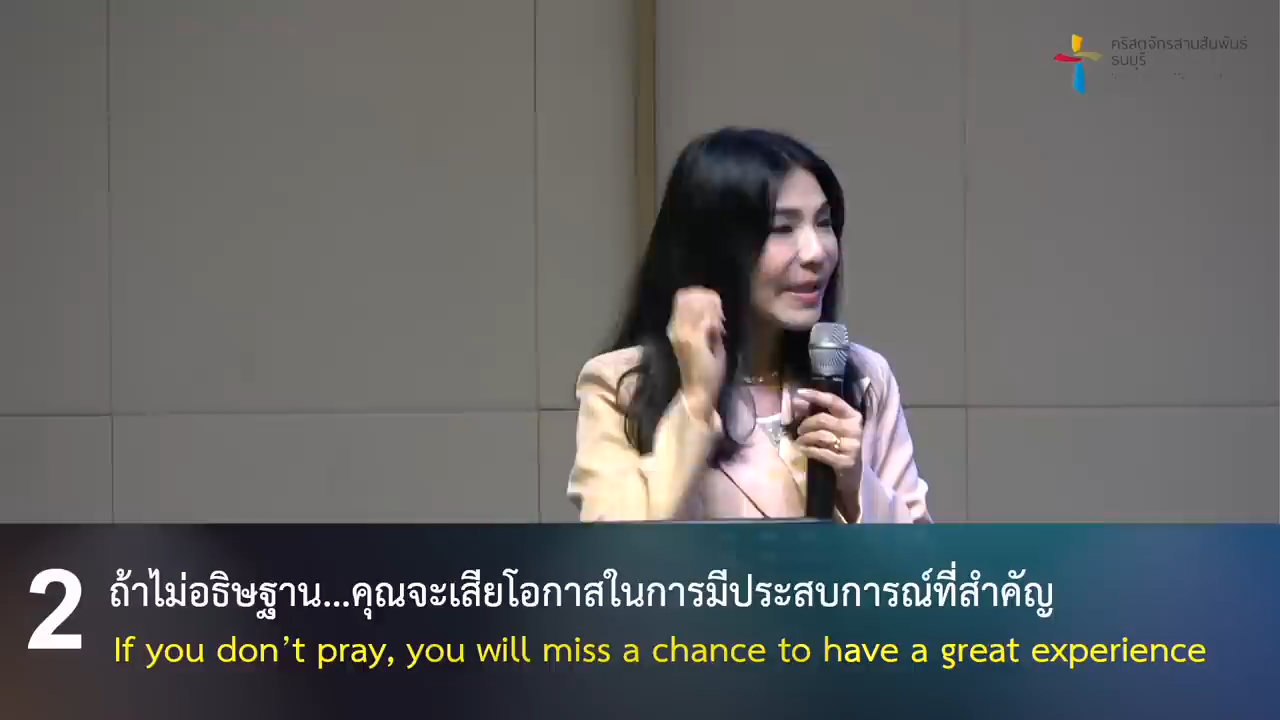 คริสตจักรสานสัมพันธ์
ธนบุรี
2
ถ้าไม่อธิษฐาน...คุณจะเสียโอกาสในการมีประสบการณ์ที่สำคัญ
If you don't pray, you will miss a chance to have a great experience